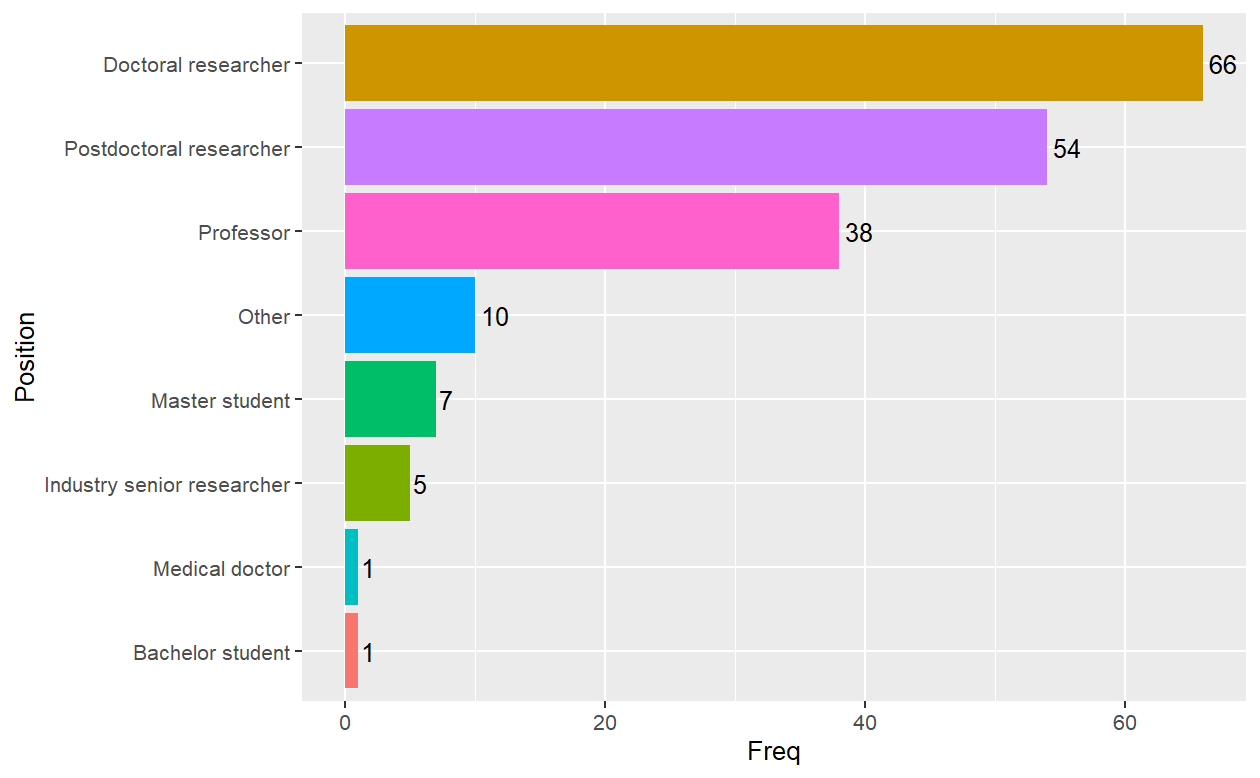 Doctoral researcher 66
Postdoctoral researcher 54
Professor 38
Other 10
Master student 7
Industry senior researcher 5
Medical doctor 1
Bachelor student 1
Position
0 20 40 60
Freq